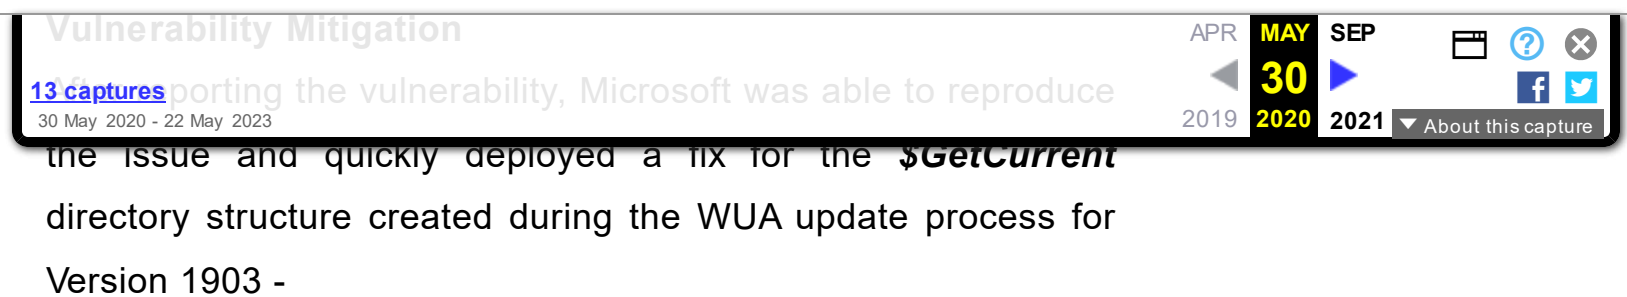 Vulnerability Mitigation
APR MAY SEP
13 captures porting the vulnerability, Microsoft was able to reproduce
30
30 May 2020 - 22 May 2023
2019 2020 2021 About this capture
the issue and quickly deployed a fix for the $GetCurrent
directory structure created during the WUA update process for
Version 1903 -